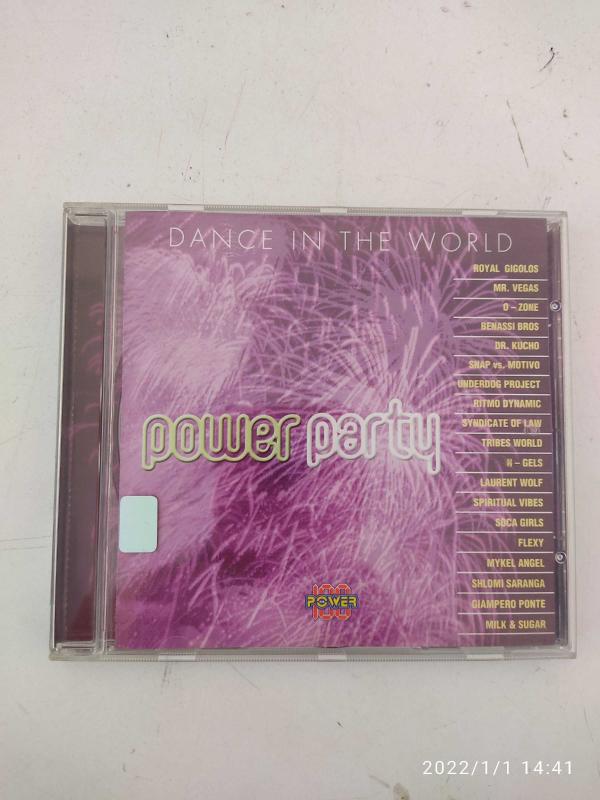 DANCE IN THE WORLD
ROYAL GIGOLOS
MR. VEGAS
O – ZONE
BENASSI BROS
DR. KUCHO
SNAP vs. MOTIVO
UNDERDOG PROJECT
RITMO DYNAMIC
SYNDICATE OF LAW
TRIBES WORLD
H – GELS
LAURENT WOLF
SPIRITUAL VIBES
SOCA GIRLS
FLEXY
MYKEL ANGEL
SHLOMI SARANGA
GIAMPERO PONTE
MILK & SUGAR
power party
100
POWER
2022/1/1 14:41